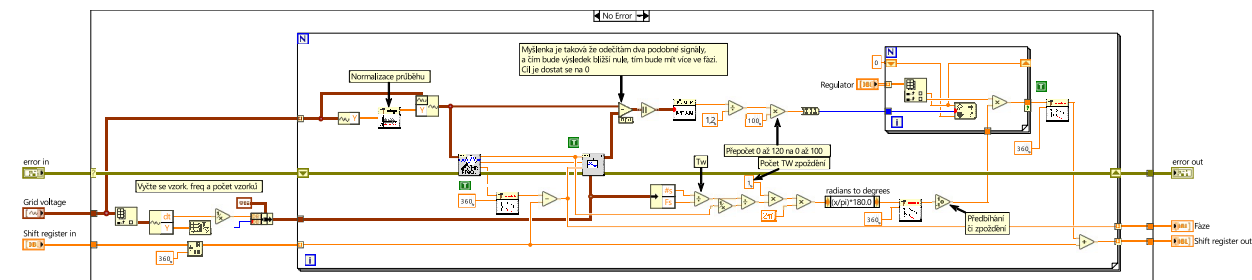 No Error
N
Myšlenka je taková že odečítám dva podobné signály,
a čím bude výsledek bližší nule, tím bude mít více ve fázi.
Cíl je dostat se na 0
N
0
Normalizace průběhu
Regulator
T
Y
1,2
100
i
360
T
Přepočet 0 až 120 na 0 až 100
Počet TW zpoždění
error in
error out
Vyčte se vzork. freq a počet vzorků
T
Tw
1
radians to degrees
360
#s
Fs
(x/pi)*180.0
Grid voltage
dt
Y
2π
360
Předbíhání
či zpoždění
Fáze
Shift register in
360
Shift register out
i